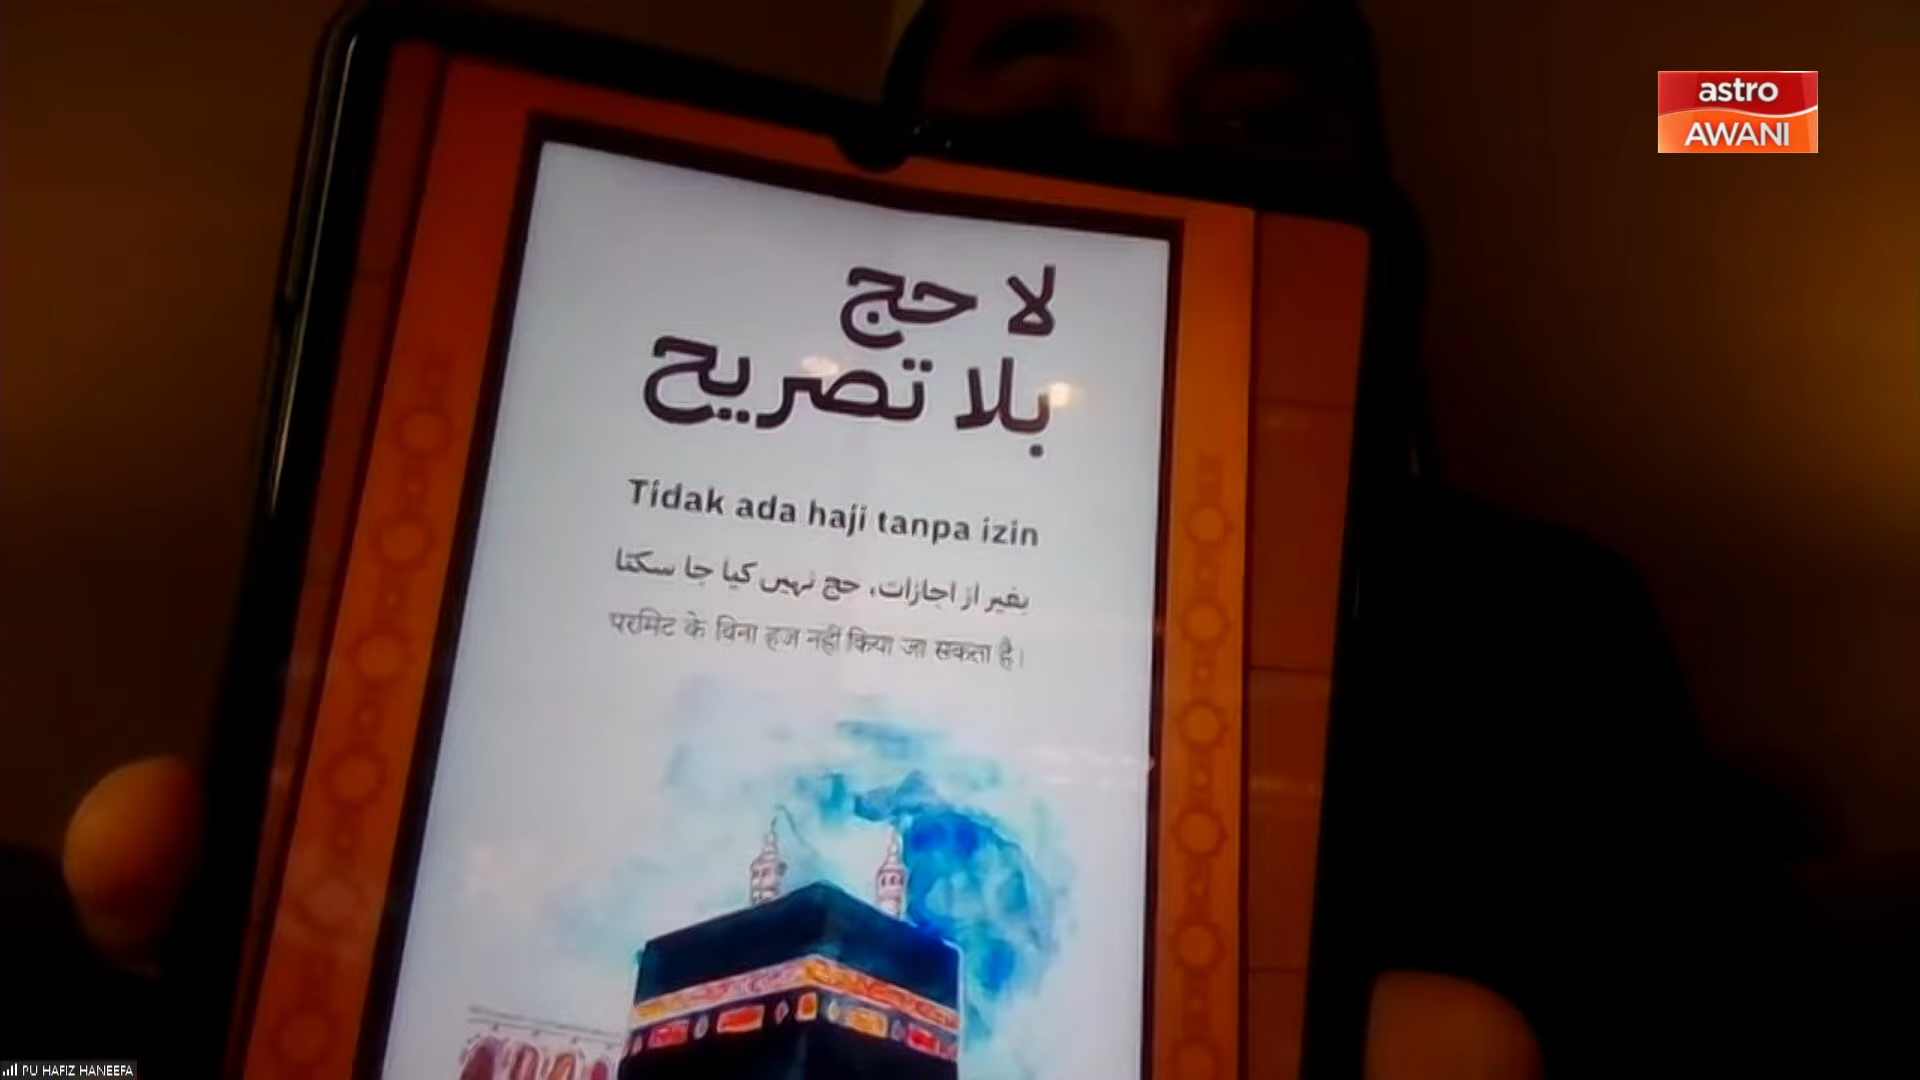 astro
AWANI
لا حج
بلا تصريح
Tidak ada haji tanpa izin
بغیر از اجازات، حج نہیں کیا جا سکتا
परमिट के बिना हज नहीं किया जा सकता है।
PU HAFIZ HANEEFA